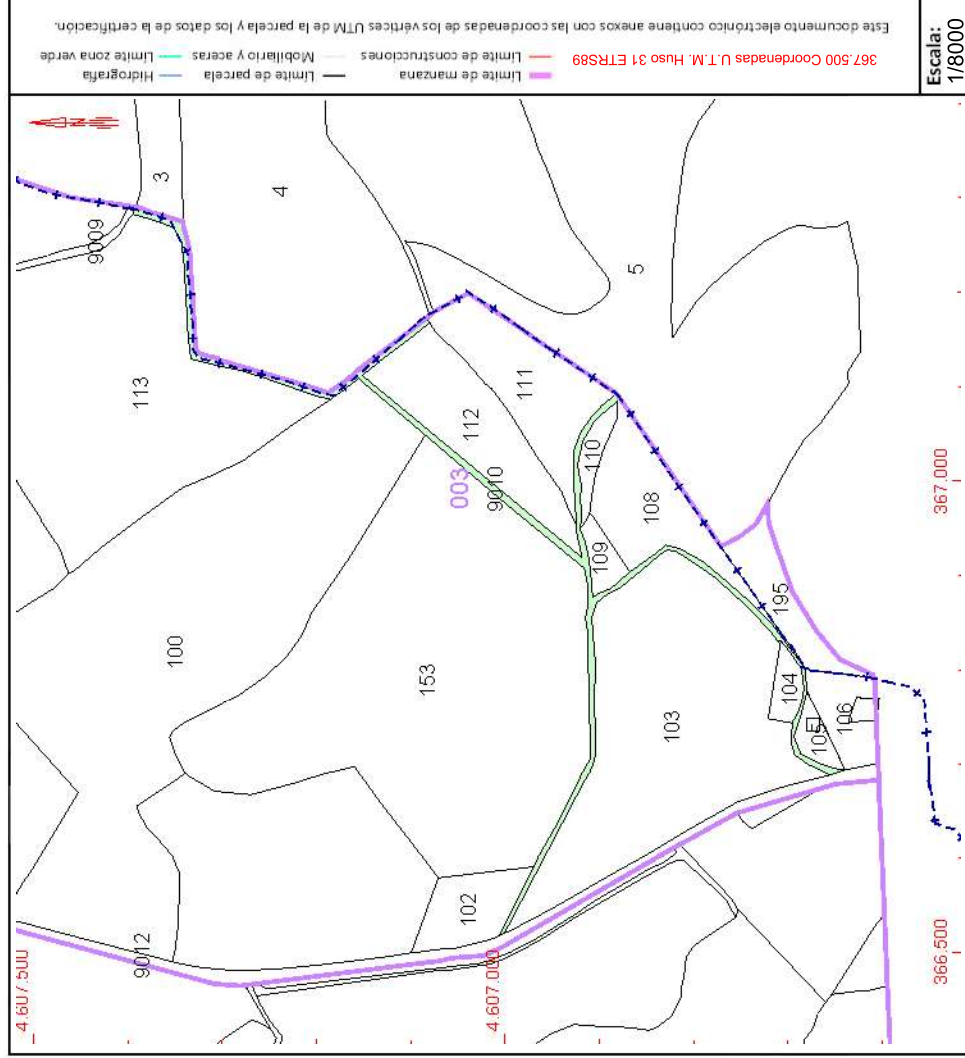 Este documento electrónico contiene anexos con las coordenadas de los vértices UTM de la parcela y los datos de la certificación.
367.500 Coordenadas U.T.M. Huso 31 ETRS89
Límite de manzana
Límite de parcela
Hidrografía
Límite de construcciones
Mobiliario y aceras
Límite zona verde
Escala:
1/8000
4.607.500
4.607.000
367.000
366.500
9009
3
4
113
5
111
112
003
9010
110
108
109
100
153
195
104
103
105
106
102
9012